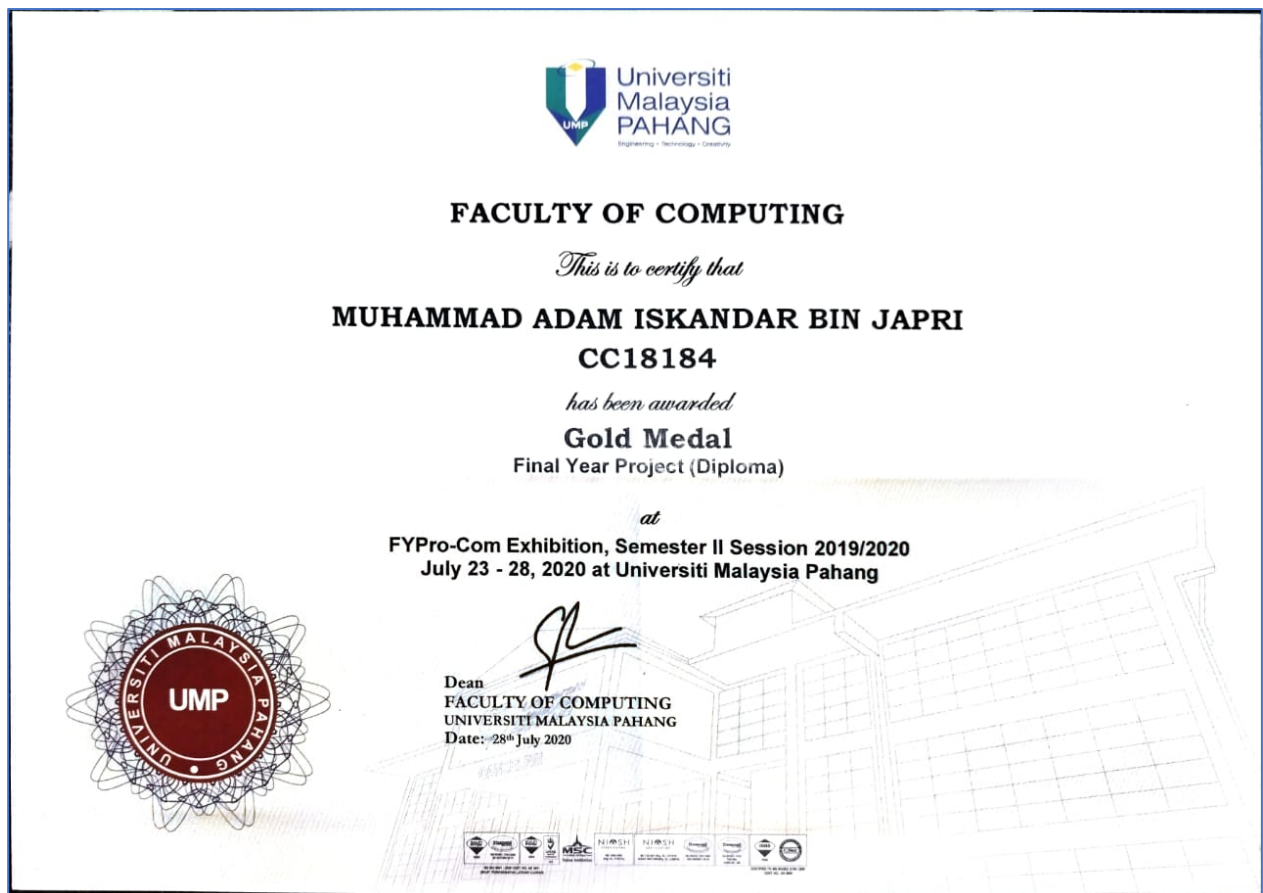 Universiti
Malaysia
PAHANG
Engineering • Technology • Creativity
UMP
FACULTY OF COMPUTING
This is to certify that
MUHAMMAD ADAM ISKANDAR BIN JAPRI
CC18184
has been awarded
Gold Medal
Final Year Project (Diploma)
at
FYPro-Com Exhibition, Semester II Session 2019/2020
July 23 - 28, 2020 at Universiti Malaysia Pahang
UNIVERSITI MALAYSIA PAHANG
UMP
Dean
FACULTY OF COMPUTING
UNIVERSITI MALAYSIA PAHANG
Date: 28th July 2020
MSC
NIOSH
NIOSH